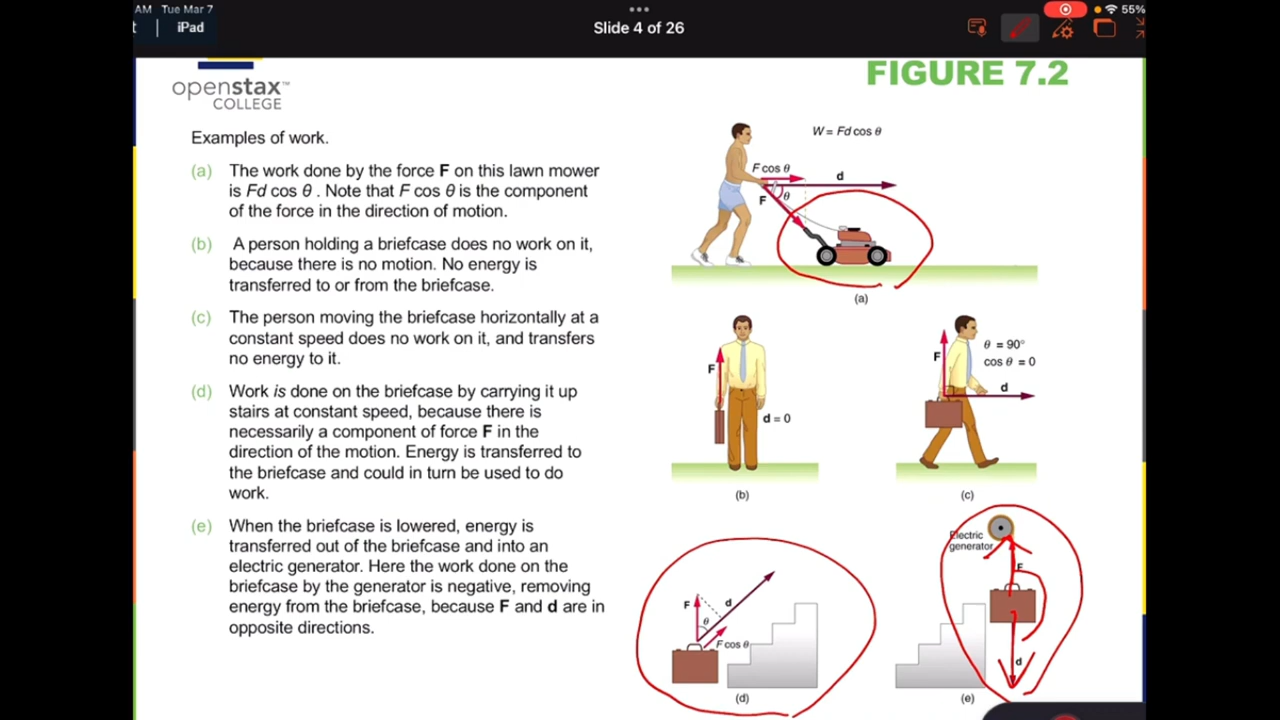 AM Tue Mar 7
55%
t
iPad
Slide 4 of 26
openstax™
COLLEGE
FIGURE 7.2
Examples of work.
(a) The work done by the force F on this lawn mower
is Fd cos θ . Note that F cos θ is the component
of the force in the direction of motion.
(b) A person holding a briefcase does no work on it,
because there is no motion. No energy is
transferred to or from the briefcase.
(c) The person moving the briefcase horizontally at a
constant speed does no work on it, and transfers
no energy to it.
(d) Work is done on the briefcase by carrying it up
stairs at constant speed, because there is
necessarily a component of force F in the
direction of the motion. Energy is transferred to
the briefcase and could in turn be used to do
work.
(e) When the briefcase is lowered, energy is
transferred out of the briefcase and into an
electric generator. Here the work done on the
briefcase by the generator is negative, removing
energy from the briefcase, because F and d are in
opposite directions.
W = Fd cos θ
F cos θ
d
F
θ
(a)
F
d = 0
(b)
θ = 90°
cos θ = 0
F
d
(c)
F
d
θ
F cos θ
(d)
Electric
generator
F
d
(e)